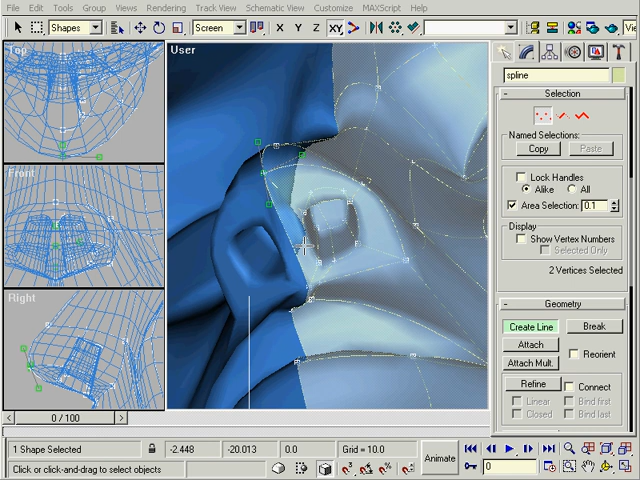 File Edit Tools Group Views Rendering Track View Schematic View Customize MAXScript Help
Shapes
Screen
X Y Z XY
Top
Front
Right
User
spline
- Selection
Named Selections:
Copy Paste
Lock Handles
Alike All
Area Selection: 0.1
Display
Show Vertex Numbers
Selected Only
2 Vertices Selected
- Geometry
Create Line Break
Attach
Attach Mult. Reorient
Refine Connect
Linear Bind first
Closed Bind last
< 0 / 100 >
1 Shape Selected -2.448 -20.013 0.0 Grid = 10.0
Click or click-and-drag to select objects
Animate
0